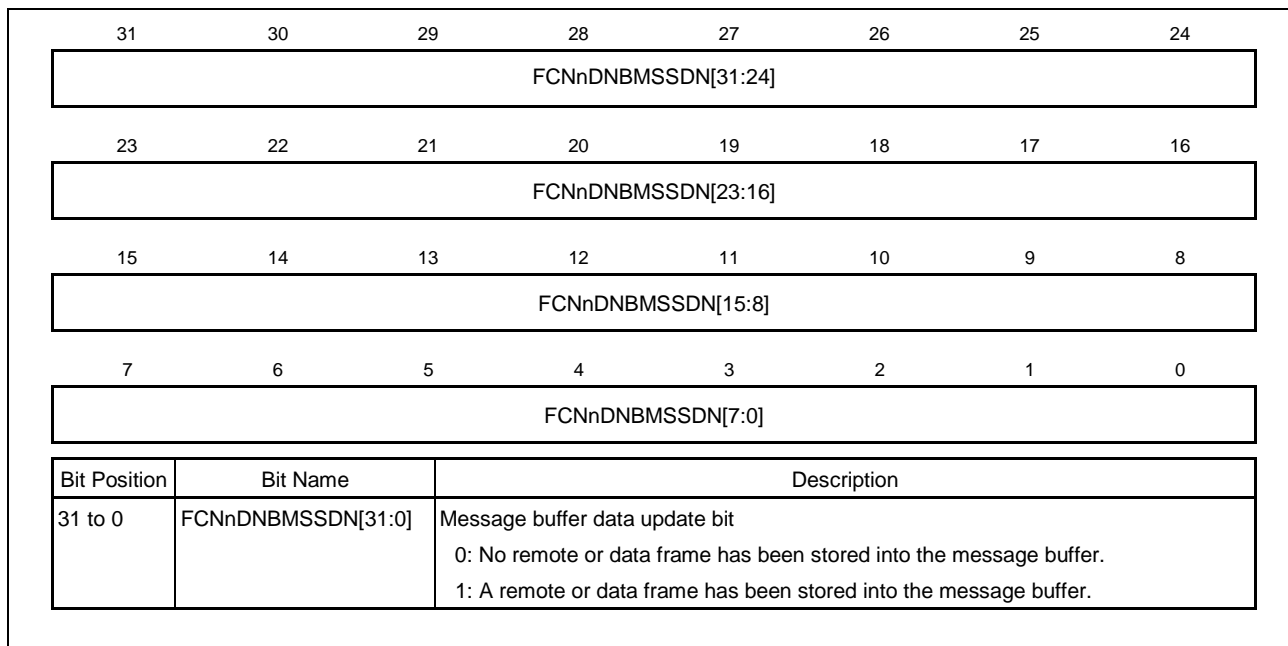 31 30 29 28 27 26 25 24
FCNnDNBMSSDN[31:24]
23 22 21 20 19 18 17 16
FCNnDNBMSSDN[23:16]
15 14 13 12 11 10 9 8
FCNnDNBMSSDN[15:8]
7 6 5 4 3 2 1 0
FCNnDNBMSSDN[7:0]
Bit Position Bit Name Description
31 to 0 FCNnDNBMSSDN[31:0] Message buffer data update bit
0: No remote or data frame has been stored into the message buffer.
1: A remote or data frame has been stored into the message buffer.